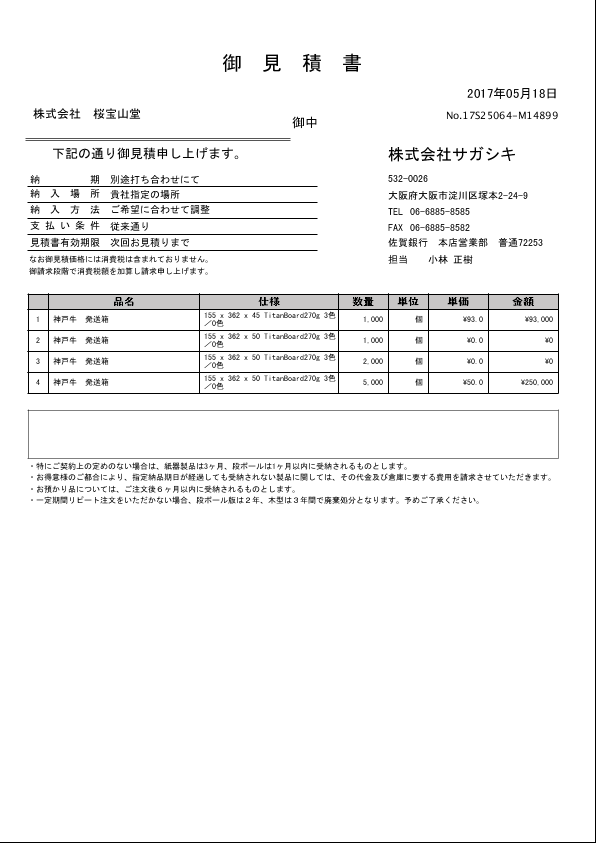 御 見 積 書
2017年05月18日
株式会社　桜宝山堂
No.17S25064-M14899
御中
下記の通り御見積申し上げます。
株式会社サガシキ
納期　別途打ち合わせにて
532-0026
納入場所　貴社指定の場所
大阪府大阪市淀川区塚本2-24-9
納入方法　ご希望に合わせて調整
TEL 06-6885-8585
支払い条件　従来通り
FAX 06-6885-8582
見積書有効期限　次回お見積りまで
佐賀銀行　本店営業部　普通72253
なお御見積価格には消費税は含まれておりません。
担当　小林 正樹
御請求段階で消費税額を加算し請求申し上げます。
品名 仕様 数量 単位 単価 金額
1 神戸牛　発送箱 155 x 362 x 45 TitanBoard270g 3色 1,000 個 ¥93.0 ¥93,000
／0色
2 神戸牛　発送箱 155 x 362 x 50 TitanBoard270g 3色 1,000 個 ¥0.0 ¥0
／0色
3 神戸牛　発送箱 155 x 362 x 50 TitanBoard270g 3色 2,000 個 ¥0.0 ¥0
／0色
4 神戸牛　発送箱 155 x 362 x 50 TitanBoard270g 3色 5,000 個 ¥50.0 ¥250,000
／0色
・特にご契約上の定めのない場合は、紙器製品は3ヶ月、段ボールは1ヶ月以内に受納されるものとします。
・お得意様のご都合により、指定納品期日が経過しても受納されない製品に関しては、その代金及び倉庫に要する費用を請求させていただきます。
・お預かり品については、ご注文後６ヶ月以内に受納されるものとします。
・一定期間リピート注文をいただかない場合、段ボール版は２年、木型は３年間で廃棄処分となります。予めご了承ください。